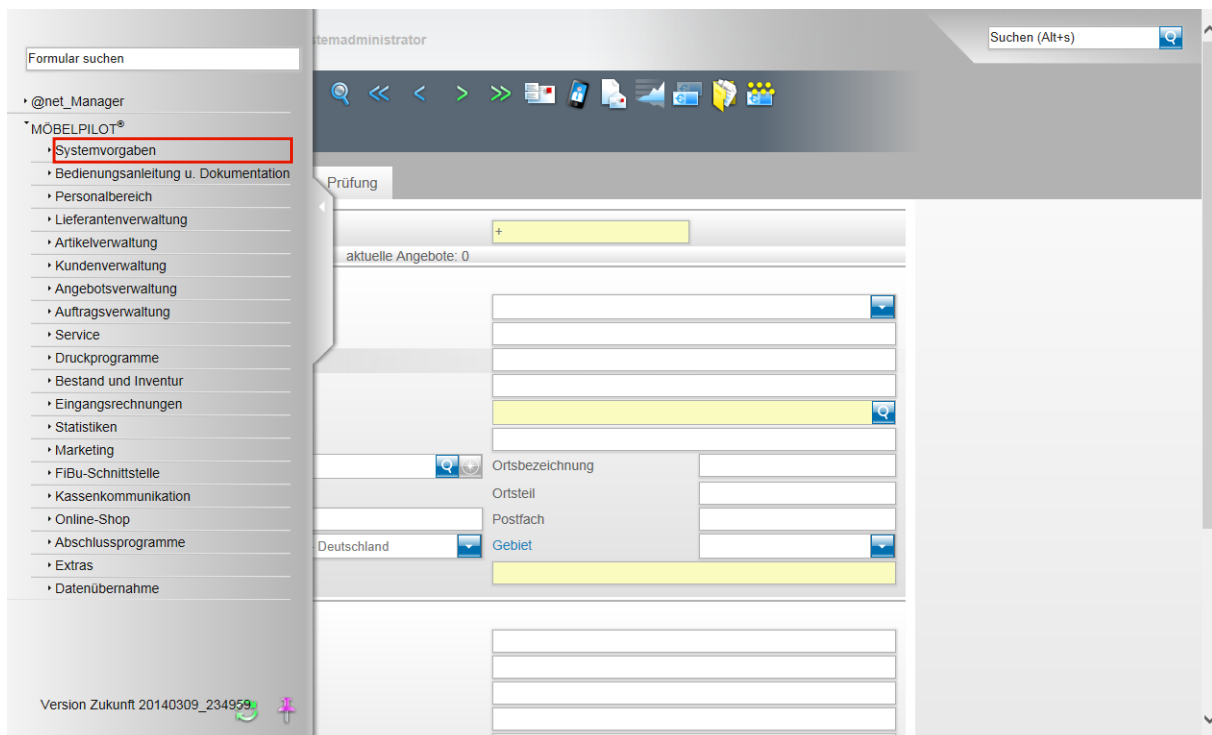 stemadministrator
Suchen (Alt+s)
Formular suchen
@net_Manager
MÖBELPILOT®
Systemvorgaben
Bedienungsanleitung u. Dokumentation
Personalbereich
Lieferantenverwaltung
Artikelverwaltung
Kundenverwaltung
Angebotsverwaltung
Auftragsverwaltung
Service
Druckprogramme
Bestand und Inventur
Eingangsrechnungen
Statistiken
Marketing
FiBu-Schnittstelle
Kassenkommunikation
Online-Shop
Abschlussprogramme
Extras
Datenübernahme
Version Zukunft 20140309_234959
Prüfung
+
aktuelle Angebote: 0
Ortsbezeichnung
Ortsteil
Postfach
Deutschland
Gebiet